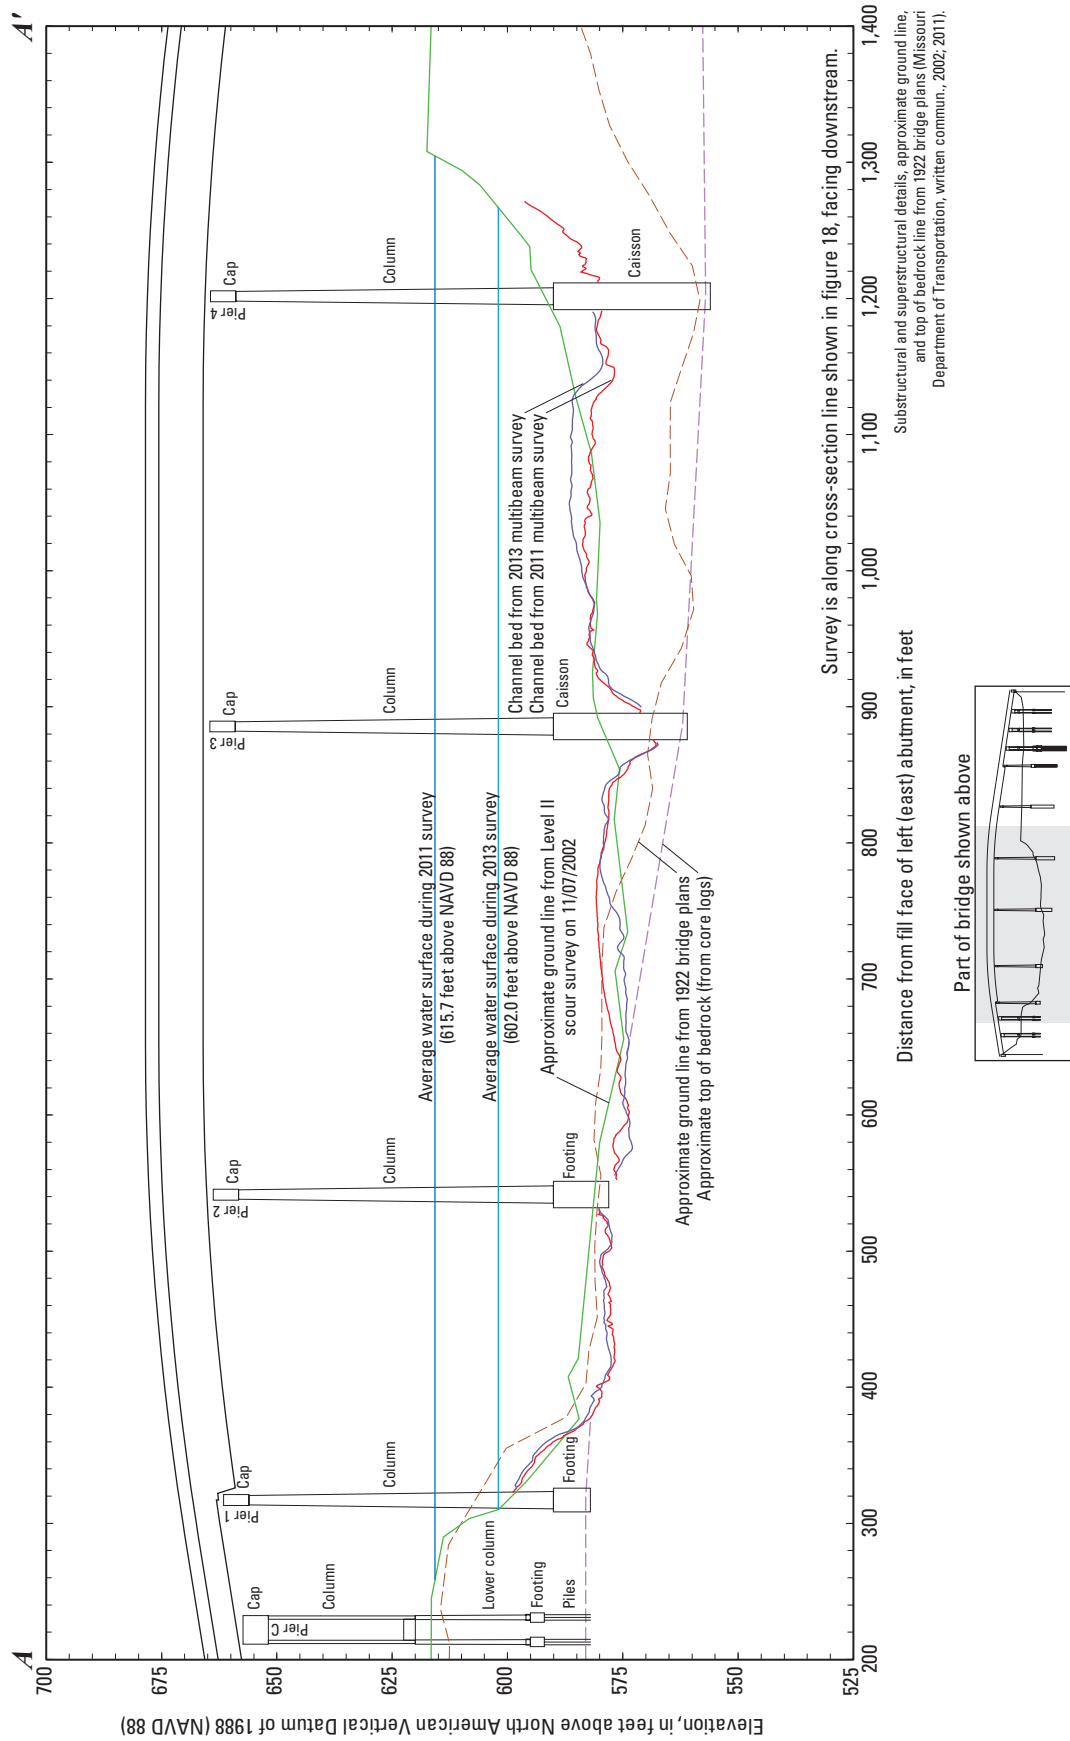 A
A'
Elevation, in feet above North American Vertical Datum of 1988 (NAVD 88)
700
675
650
625
600
575
550
525
200
300
400
500
600
700
800
900
1,000
1,100
1,200
1,300
1,400
Distance from fill face of left (east) abutment, in feet
Cap
Pier C
Column
Lower column
Footing
Piles
Cap
Pier 1
Column
Footing
Cap
Pier 2
Column
Footing
Cap
Pier 3
Column
Caisson
Cap
Pier 4
Column
Caisson
Average water surface during 2011 survey
(615.7 feet above NAVD 88)
Average water surface during 2013 survey
(602.0 feet above NAVD 88)
Approximate ground line from Level II
scour survey on 11/07/2002
Channel bed from 2013 multibeam survey
Channel bed from 2011 multibeam survey
Approximate ground line from 1922 bridge plans
Approximate top of bedrock (from core logs)
Survey is along cross-section line shown in figure 18, facing downstream.
Substructural and superstructural details, approximate ground line,
and top of bedrock line from 1922 bridge plans (Missouri
Department of Transportation, written commun., 2002; 2011).
Part of bridge shown above